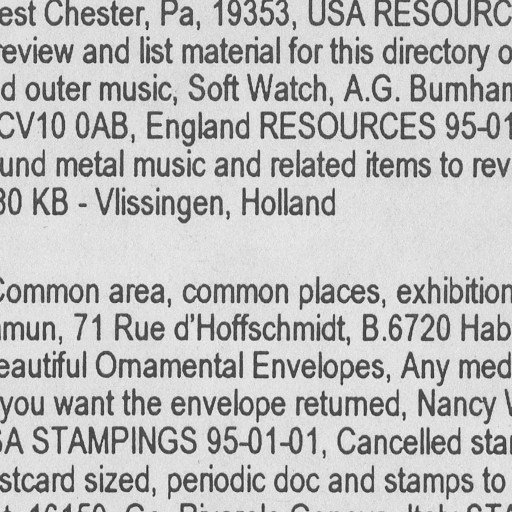 est Chester, Pa, 19353, USA RESOURC
review and list material for this directory o
d outer music, Soft Watch, A.G. Burnham
CV10 0AB, England RESOURCES 95-01
und metal music and related items to rev
80 KB - Vlissingen, Holland
Common area, common places, exhibition
mun, 71 Rue d'Hoffschmidt, B.6720 Hab
eautiful Ornamental Envelopes, Any med
you want the envelope returned, Nancy
SA STAMPINGS 95-01-01, Cancelled star
stcard sized, periodic doc and stamps to